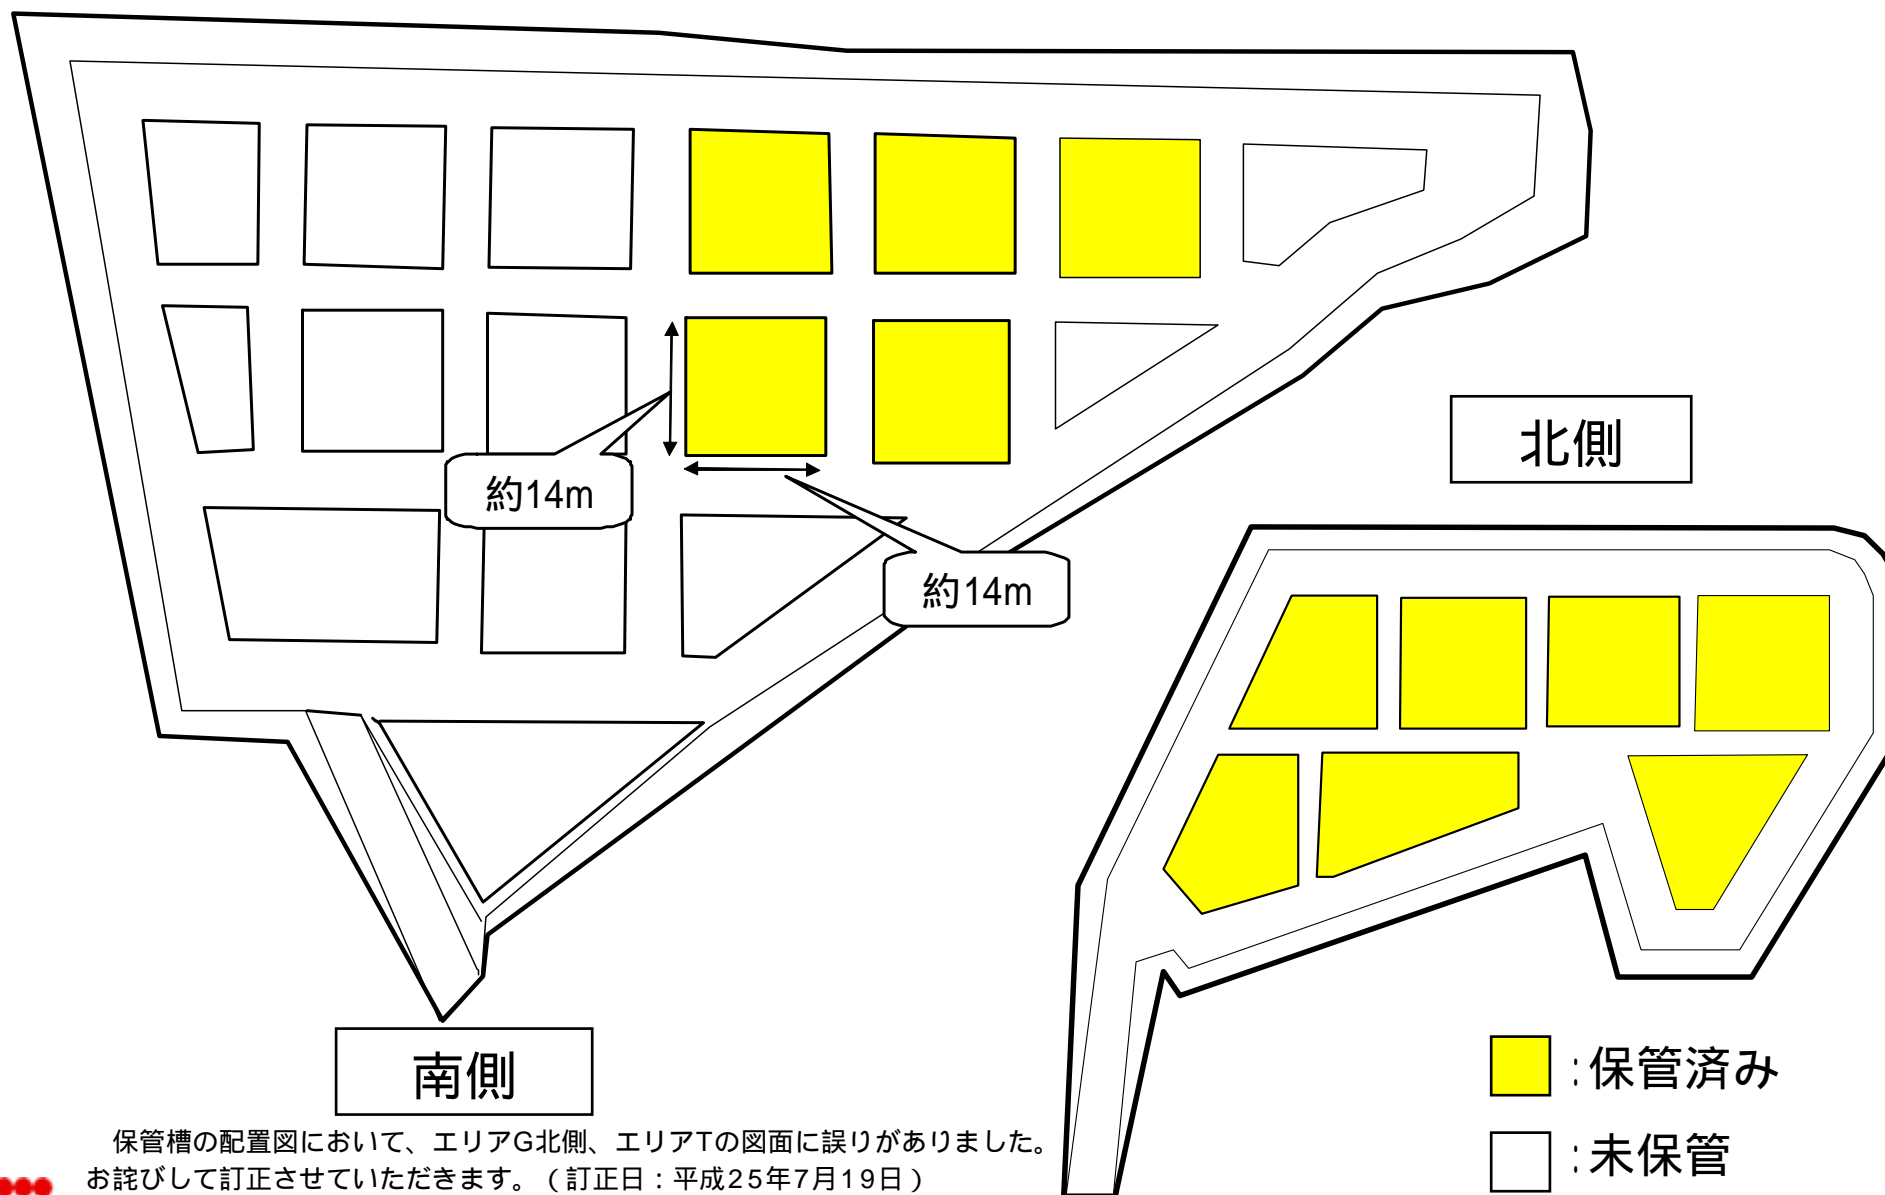 約14m
約14m
北側
南側
:保管済み
:未保管
保管槽の配置図において、エリアG北側、エリアTの図面に誤りがありました。
お詫びして訂正させていただきます。（訂正日：平成25年7月19日）